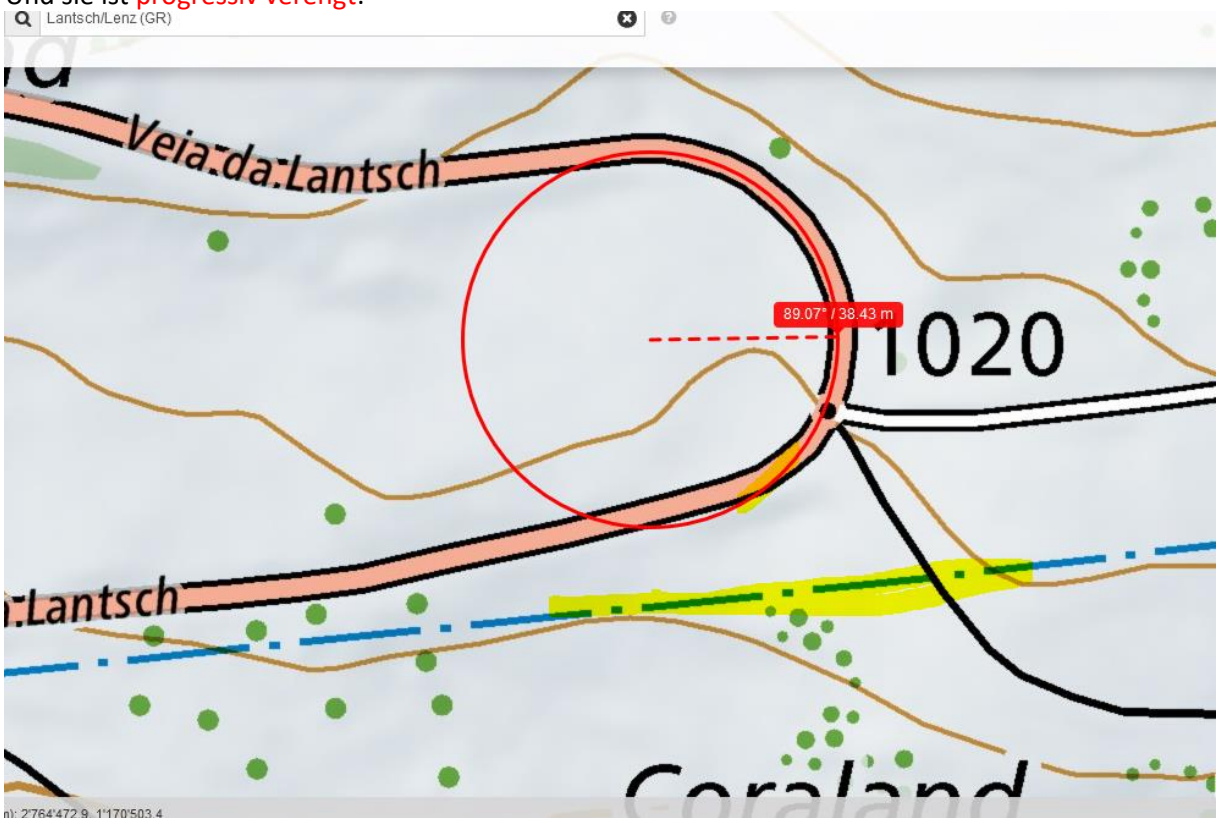 Und sie ist progressiv verengt.
Lantsch/Lenz (GR)
Veia.da.Lantsch
89.07° / 38.43 m
1020
.Lantsch
Coraland
m): 2'764'472.9, 1'170'503.4